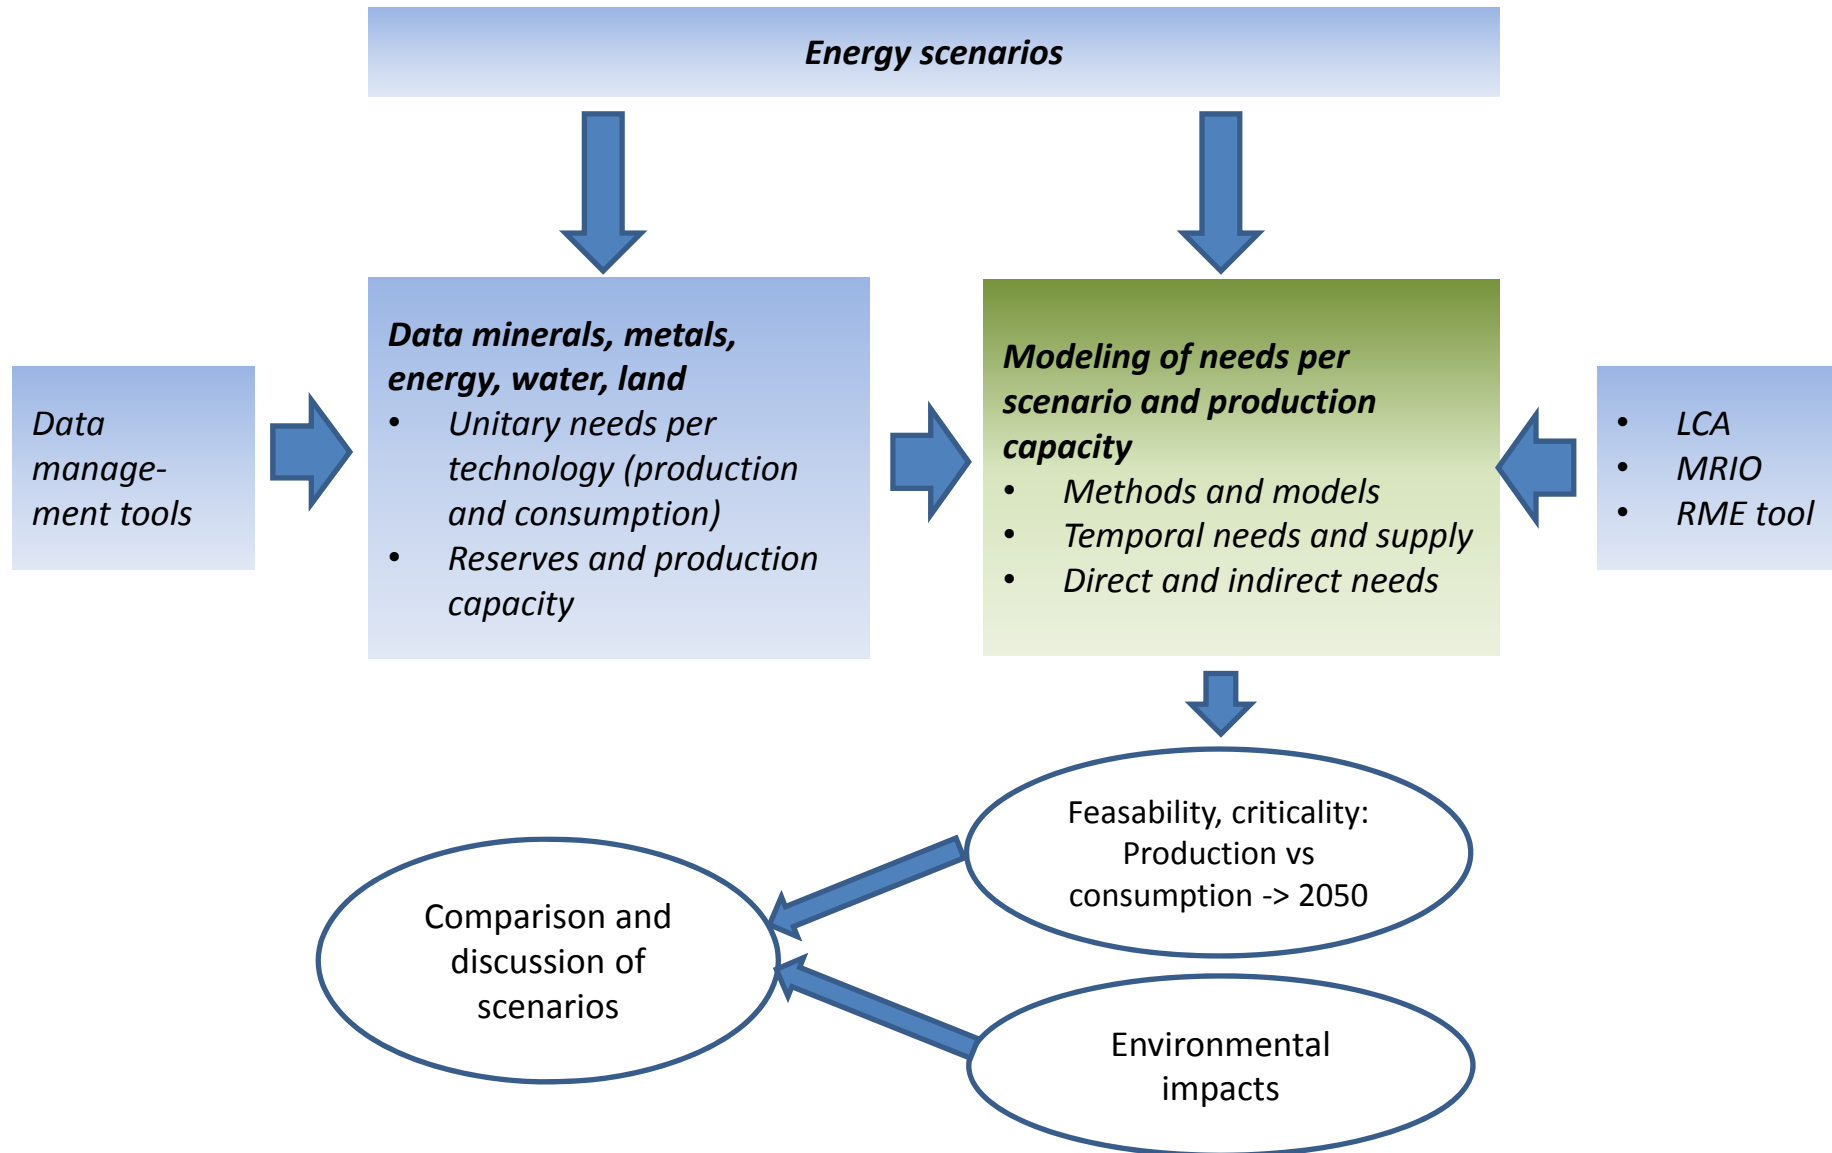 Energy scenarios
Data
manage-
ment tools
Data minerals, metals,
energy, water, land
• Unitary needs per
technology (production
and consumption)
• Reserves and production
capacity
Modeling of needs per
scenario and production
capacity
• Methods and models
• Temporal needs and supply
• Direct and indirect needs
• LCA
• MRIO
• RME tool
Feasability, criticality:
Production vs
consumption -> 2050
Comparison and
discussion of
scenarios
Environmental
impacts